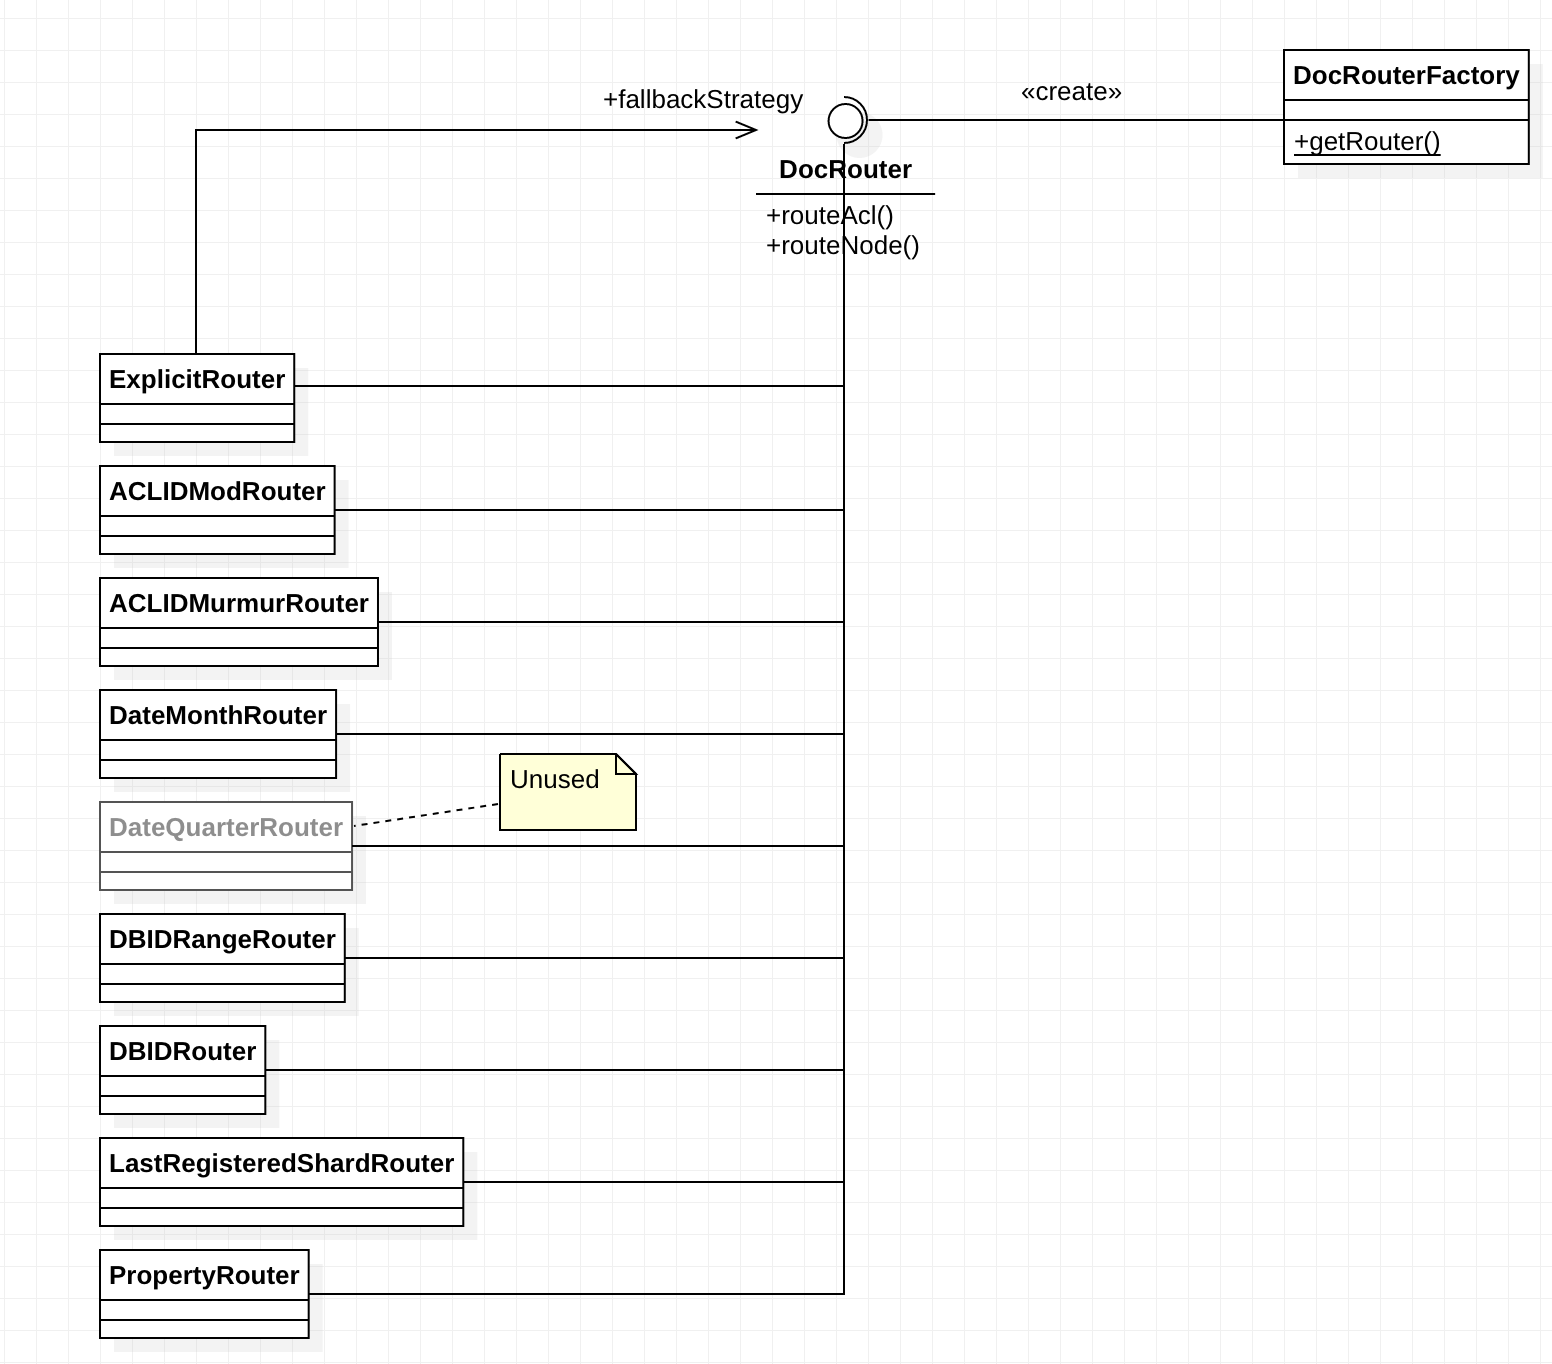 +fallbackStrategy
«create»
DocRouterFactory
+getRouter()
DocRouter
+routeAcl()
+routeNode()
ExplicitRouter
ACLIDModRouter
ACLIDMurmurRouter
DateMonthRouter
Unused
DateQuarterRouter
DBIDRangeRouter
DBIDRouter
LastRegisteredShardRouter
PropertyRouter